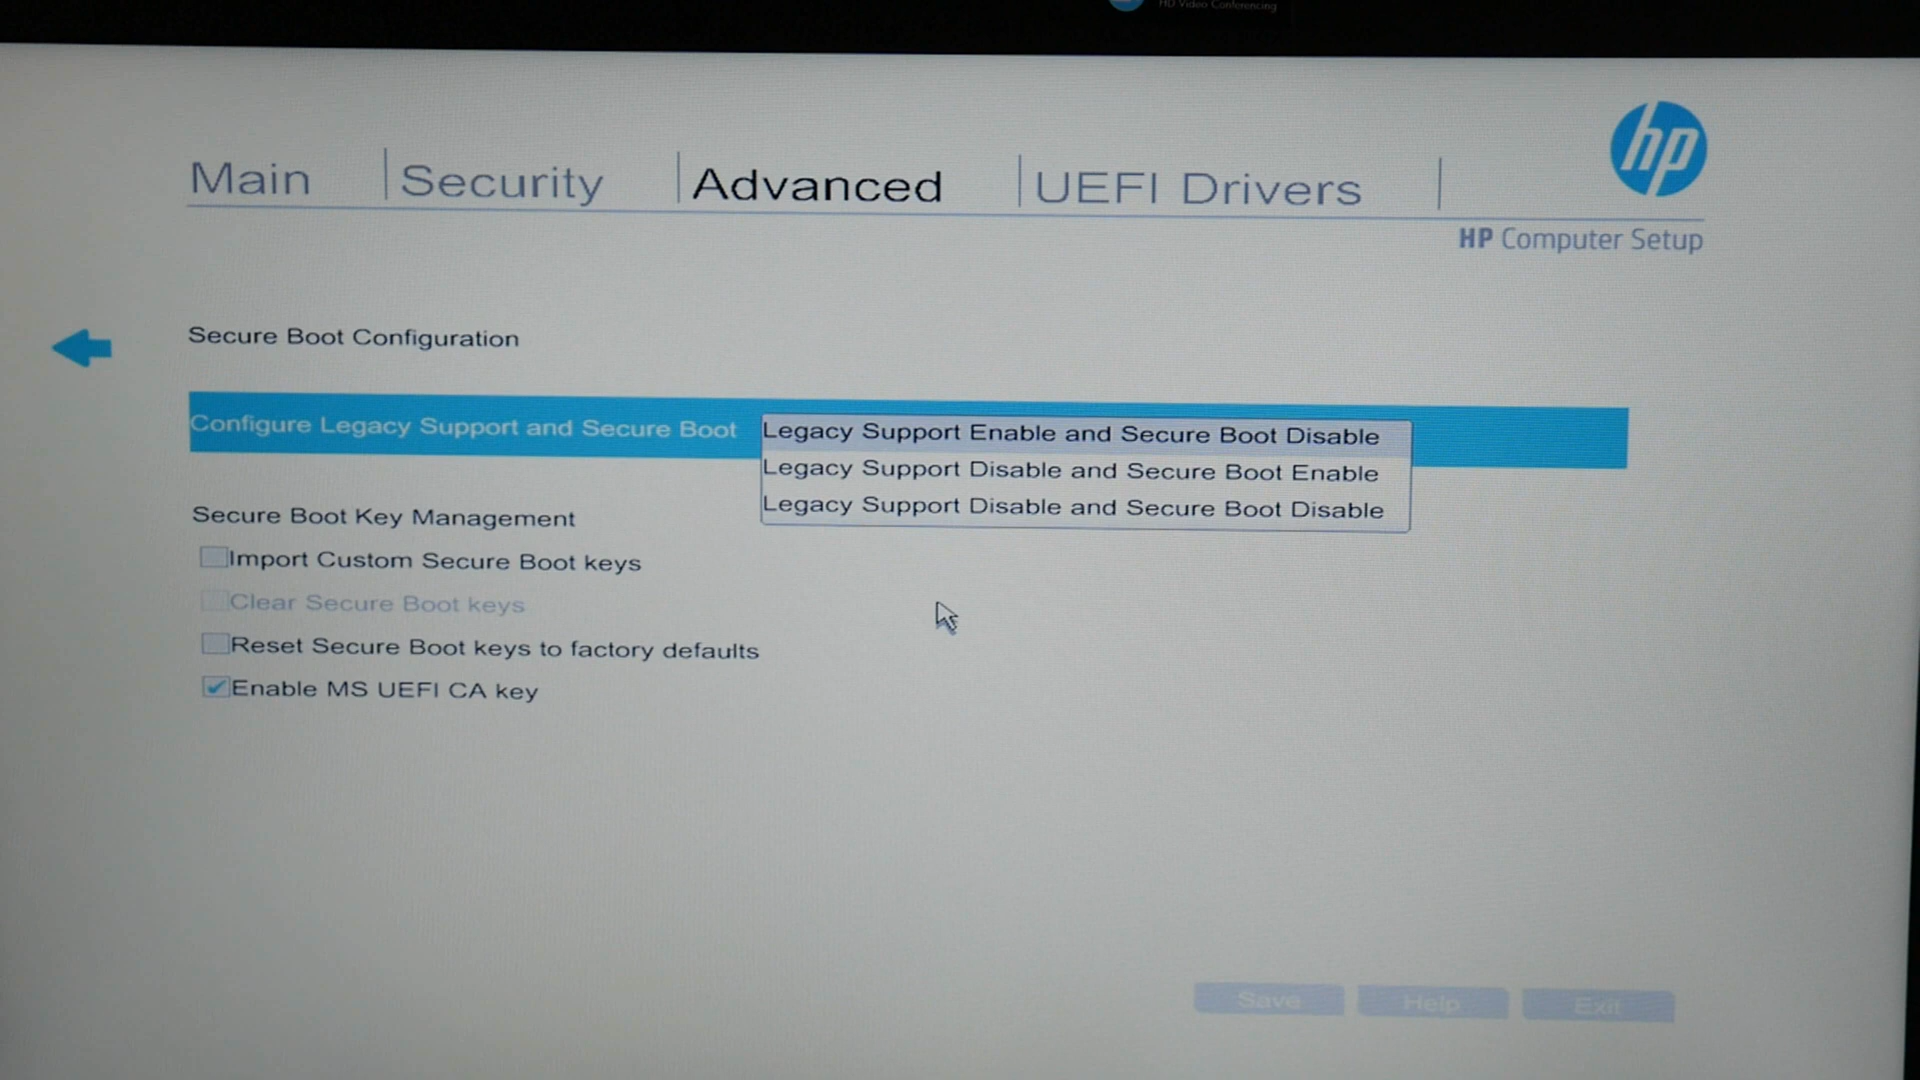 HD Video Conferencing
Main
Security
Advanced
UEFI Drivers
hp
HP Computer Setup
Secure Boot Configuration
Configure Legacy Support and Secure Boot
Legacy Support Enable and Secure Boot Disable
Legacy Support Disable and Secure Boot Enable
Legacy Support Disable and Secure Boot Disable
Secure Boot Key Management
Import Custom Secure Boot keys
Clear Secure Boot keys
Reset Secure Boot keys to factory defaults
Enable MS UEFI CA key
Save
Help
Exit